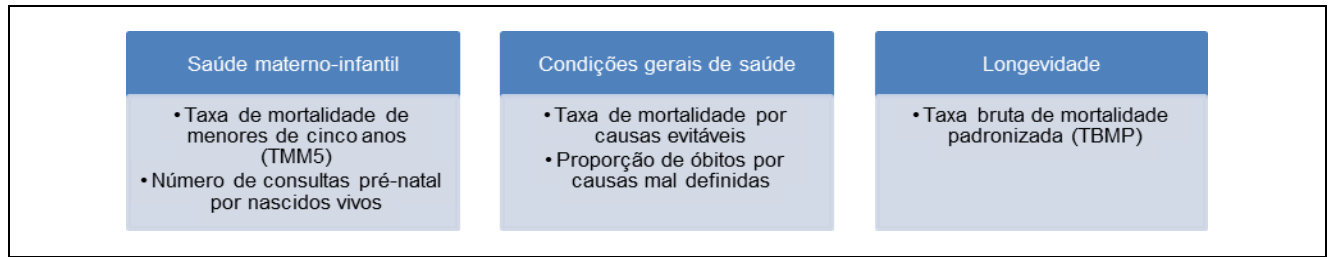 Saúde materno-infantil
• Taxa de mortalidade de
menores de cinco anos
(TMM5)
• Número de consultas pré-natal
por nascidos vivos
Condições gerais de saúde
• Taxa de mortalidade por
causas evitáveis
• Proporção de óbitos por
causas mal definidas
Longevidade
• Taxa bruta de mortalidade
padronizada (TBMP)